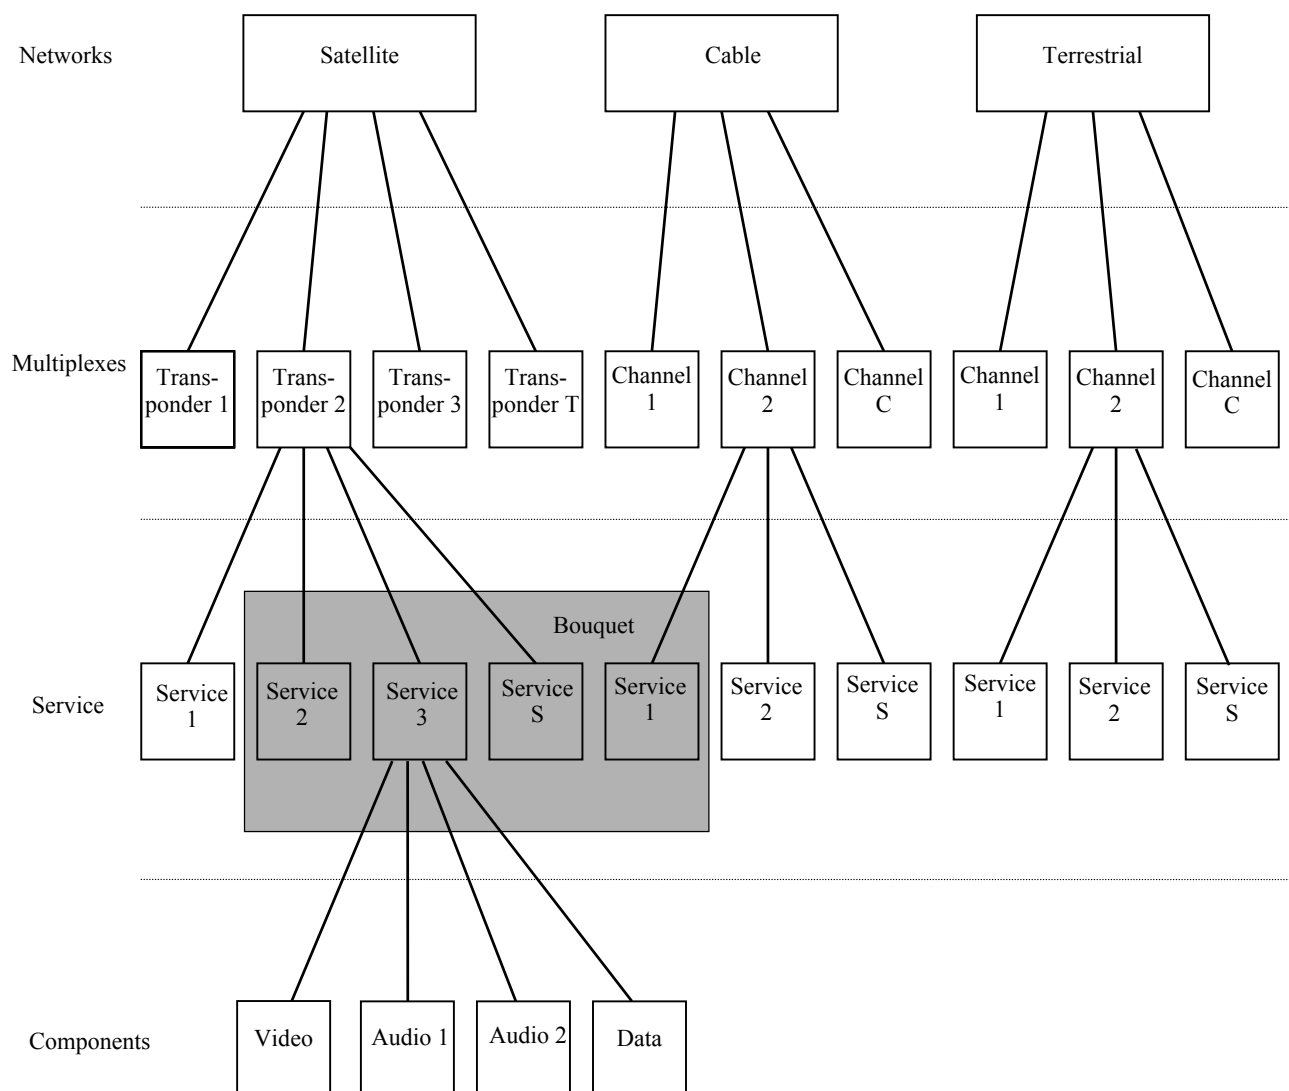 Networks
Satellite
Cable
Terrestrial
Multiplexes
Trans-
ponder 1
Trans-
ponder 2
Trans-
ponder 3
Trans-
ponder T
Channel
1
Channel
2
Channel
C
Channel
1
Channel
2
Channel
C
Bouquet
Service
Service
1
Service
2
Service
3
Service
S
Service
1
Service
2
Service
S
Service
1
Service
2
Service
S
Components
Video
Audio 1
Audio 2
Data